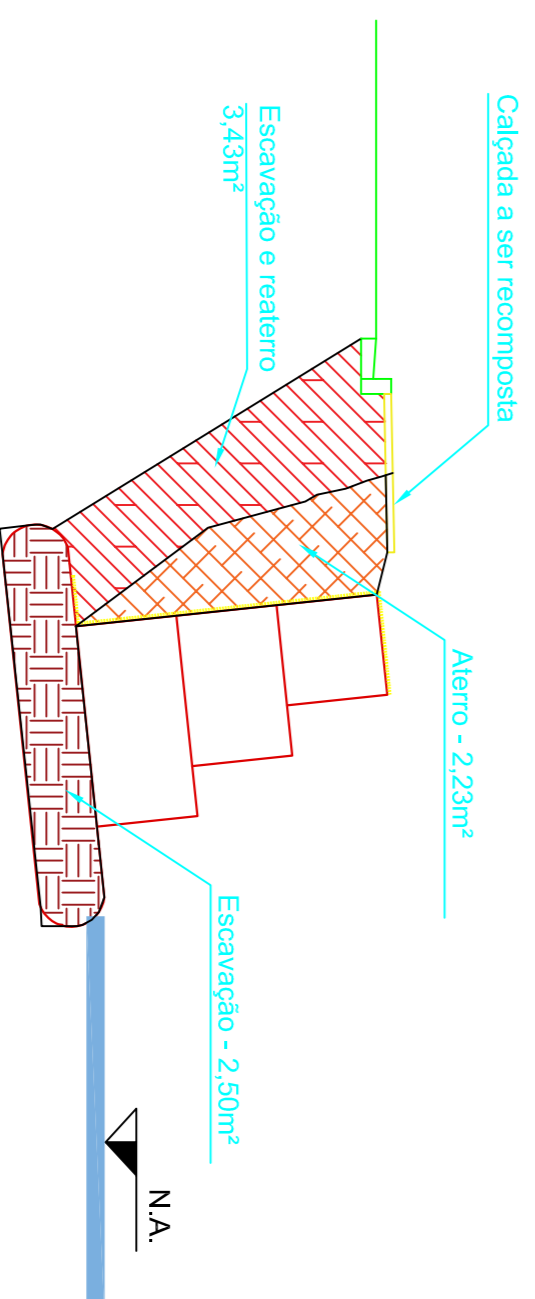 Calçada a ser recomposta
Escavação e reaterro
3,43m²
Aterro - 2,23m²
Escavação - 2,50m²
N.A.